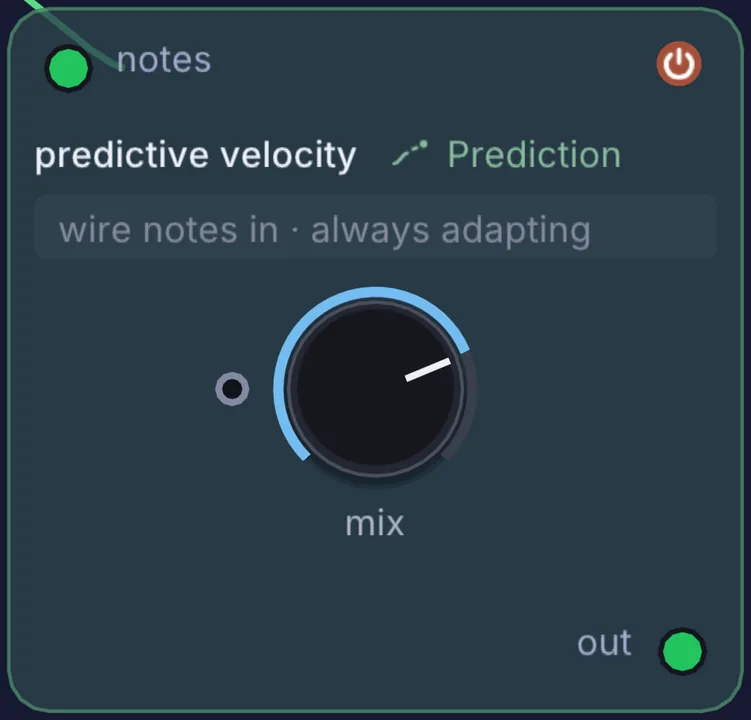 notes
predictive velocity Prediction
wire notes in · always adapting
mix
out